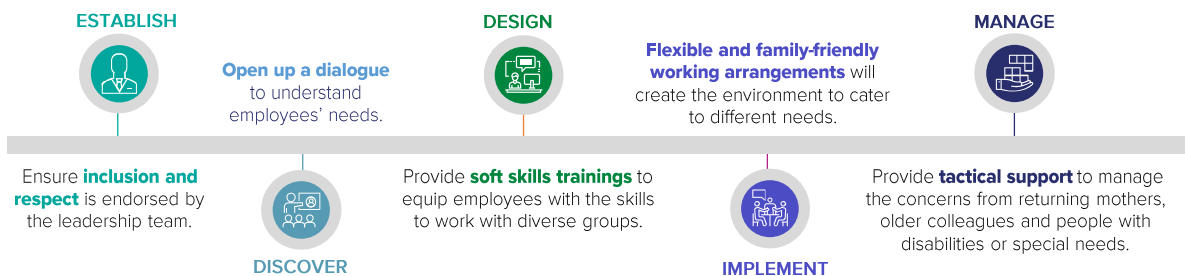 ESTABLISH
Ensure inclusion and
respect is endorsed by
the leadership team.
Open up a dialogue
to understand
employees’ needs.
DISCOVER
DESIGN
Provide soft skills trainings to
equip employees with the skills
to work with diverse groups.
Flexible and family-friendly
working arrangements will
create the environment to cater
to different needs.
IMPLEMENT
MANAGE
Provide tactical support to manage
the concerns from returning mothers,
older colleagues and people with
disabilities or special needs.